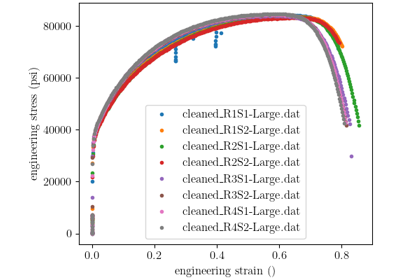 80000
60000
40000
20000
0
engineering stress (psi)
cleaned_R1S1-Large.dat
cleaned_R1S2-Large.dat
cleaned_R2S1-Large.dat
cleaned_R2S2-Large.dat
cleaned_R3S1-Large.dat
cleaned_R3S2-Large.dat
cleaned_R4S1-Large.dat
cleaned_R4S2-Large.dat
0.0 0.2 0.4 0.6 0.8
engineering strain ()